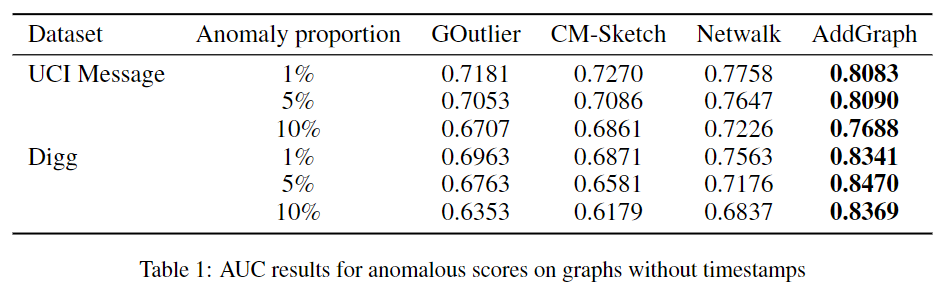 Dataset Anomaly proportion GOutlier CM-Sketch Netwalk AddGraph
UCI Message 1% 0.7181 0.7270 0.7758 0.8083
5% 0.7053 0.7086 0.7647 0.8090
10% 0.6707 0.6861 0.7226 0.7688
Digg 1% 0.6963 0.6871 0.7563 0.8341
5% 0.6763 0.6581 0.7176 0.8470
10% 0.6353 0.6179 0.6837 0.8369
Table 1: AUC results for anomalous scores on graphs without timestamps